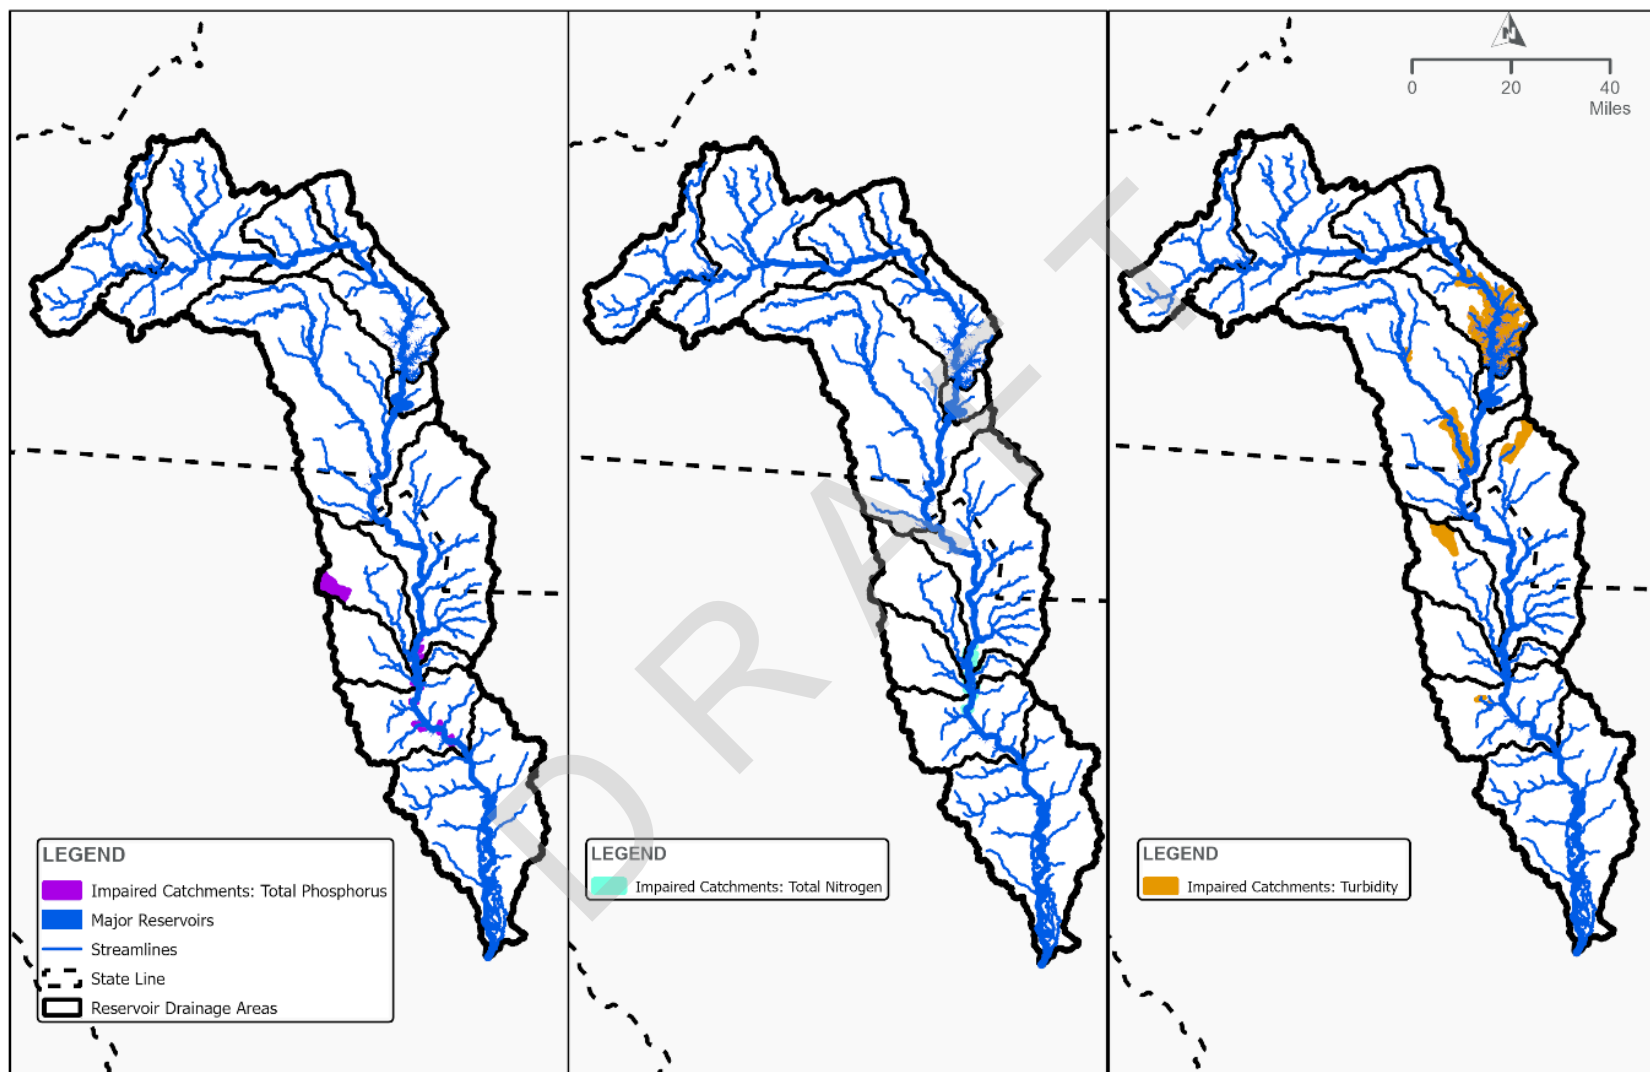 N
0 20 40
Miles
LEGEND
Impaired Catchments: Total Phosphorus
Major Reservoirs
Streamlines
State Line
Reservoir Drainage Areas
LEGEND
Impaired Catchments: Total Nitrogen
LEGEND
Impaired Catchments: Turbidity
DRAFT